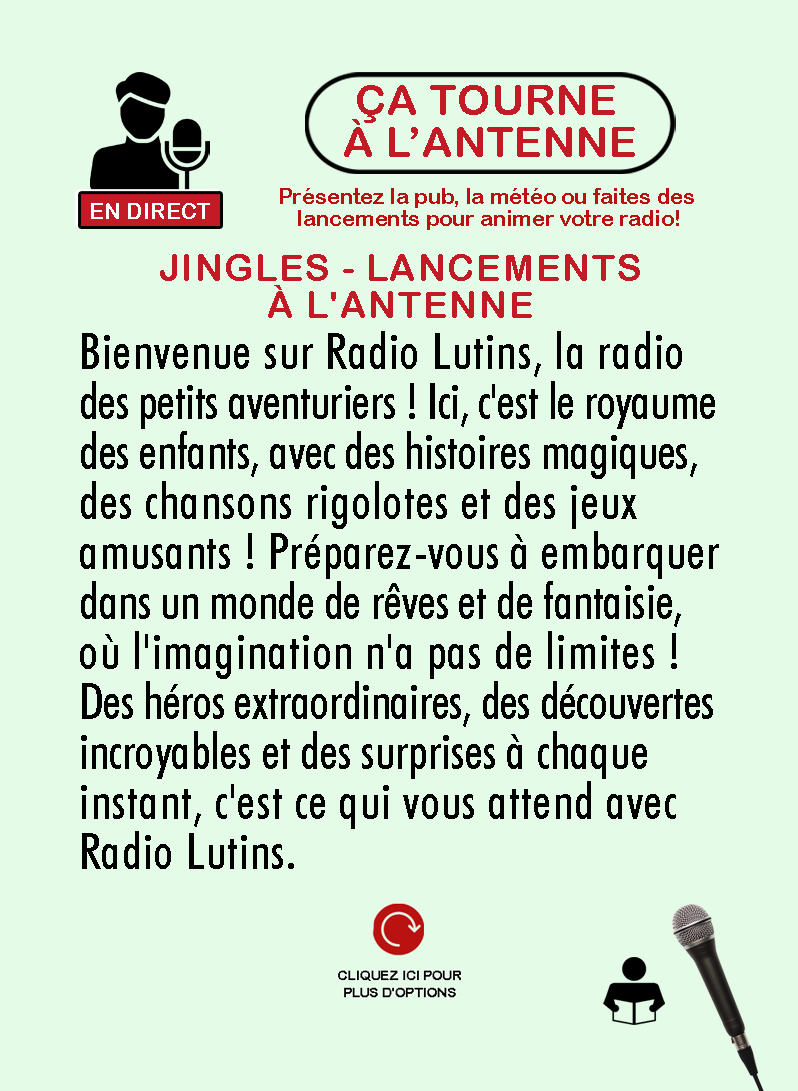 ÇA TOURNE
À L’ANTENNE
EN DIRECT
Présentez la pub, la météo ou faites des
lancements pour animer votre radio!
JINGLES - LANCEMENTS
À L'ANTENNE
Bienvenue sur Radio Lutins, la radio
des petits aventuriers ! Ici, c'est le royaume
des enfants, avec des histoires magiques,
des chansons rigolotes et des jeux
amusants ! Préparez-vous à embarquer
dans un monde de rêves et de fantaisie,
où l'imagination n'a pas de limites !
Des héros extraordinaires, des découvertes
incroyables et des surprises à chaque
instant, c'est ce qui vous attend avec
Radio Lutins.
CLIQUEZ ICI POUR
PLUS D'OPTIONS